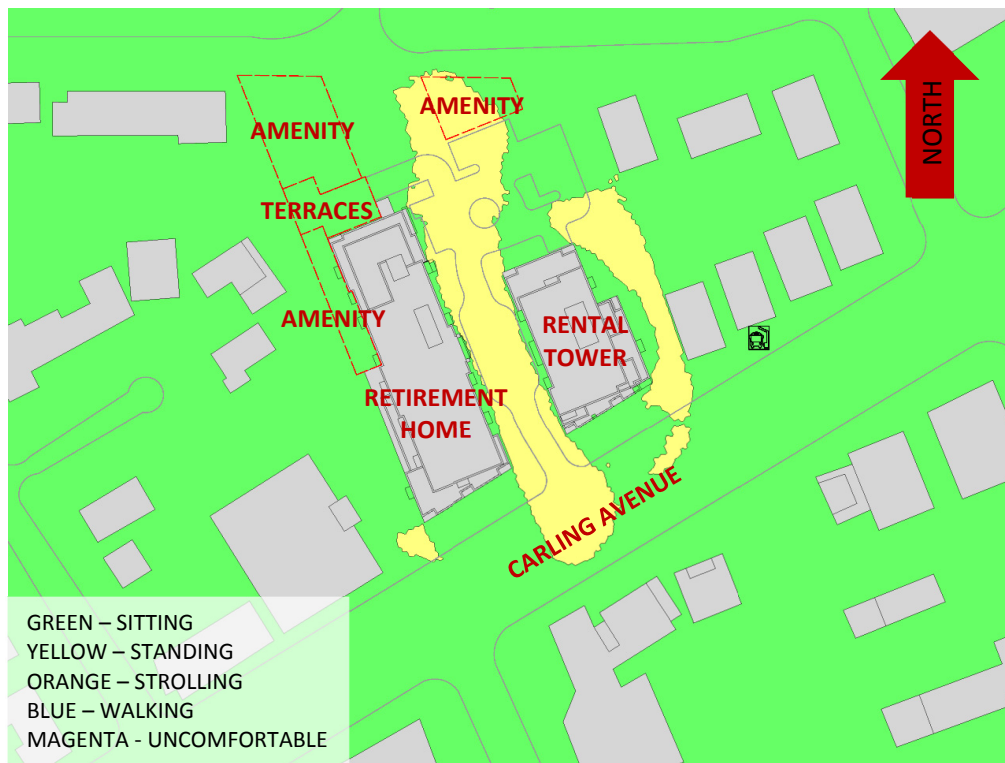 NORTH
AMENITY
AMENITY
TERRACES
AMENITY
RENTAL
TOWER
RETIREMENT
HOME
CARLING AVENUE
GREEN – SITTING
YELLOW – STANDING
ORANGE – STROLLING
BLUE – WALKING
MAGENTA - UNCOMFORTABLE